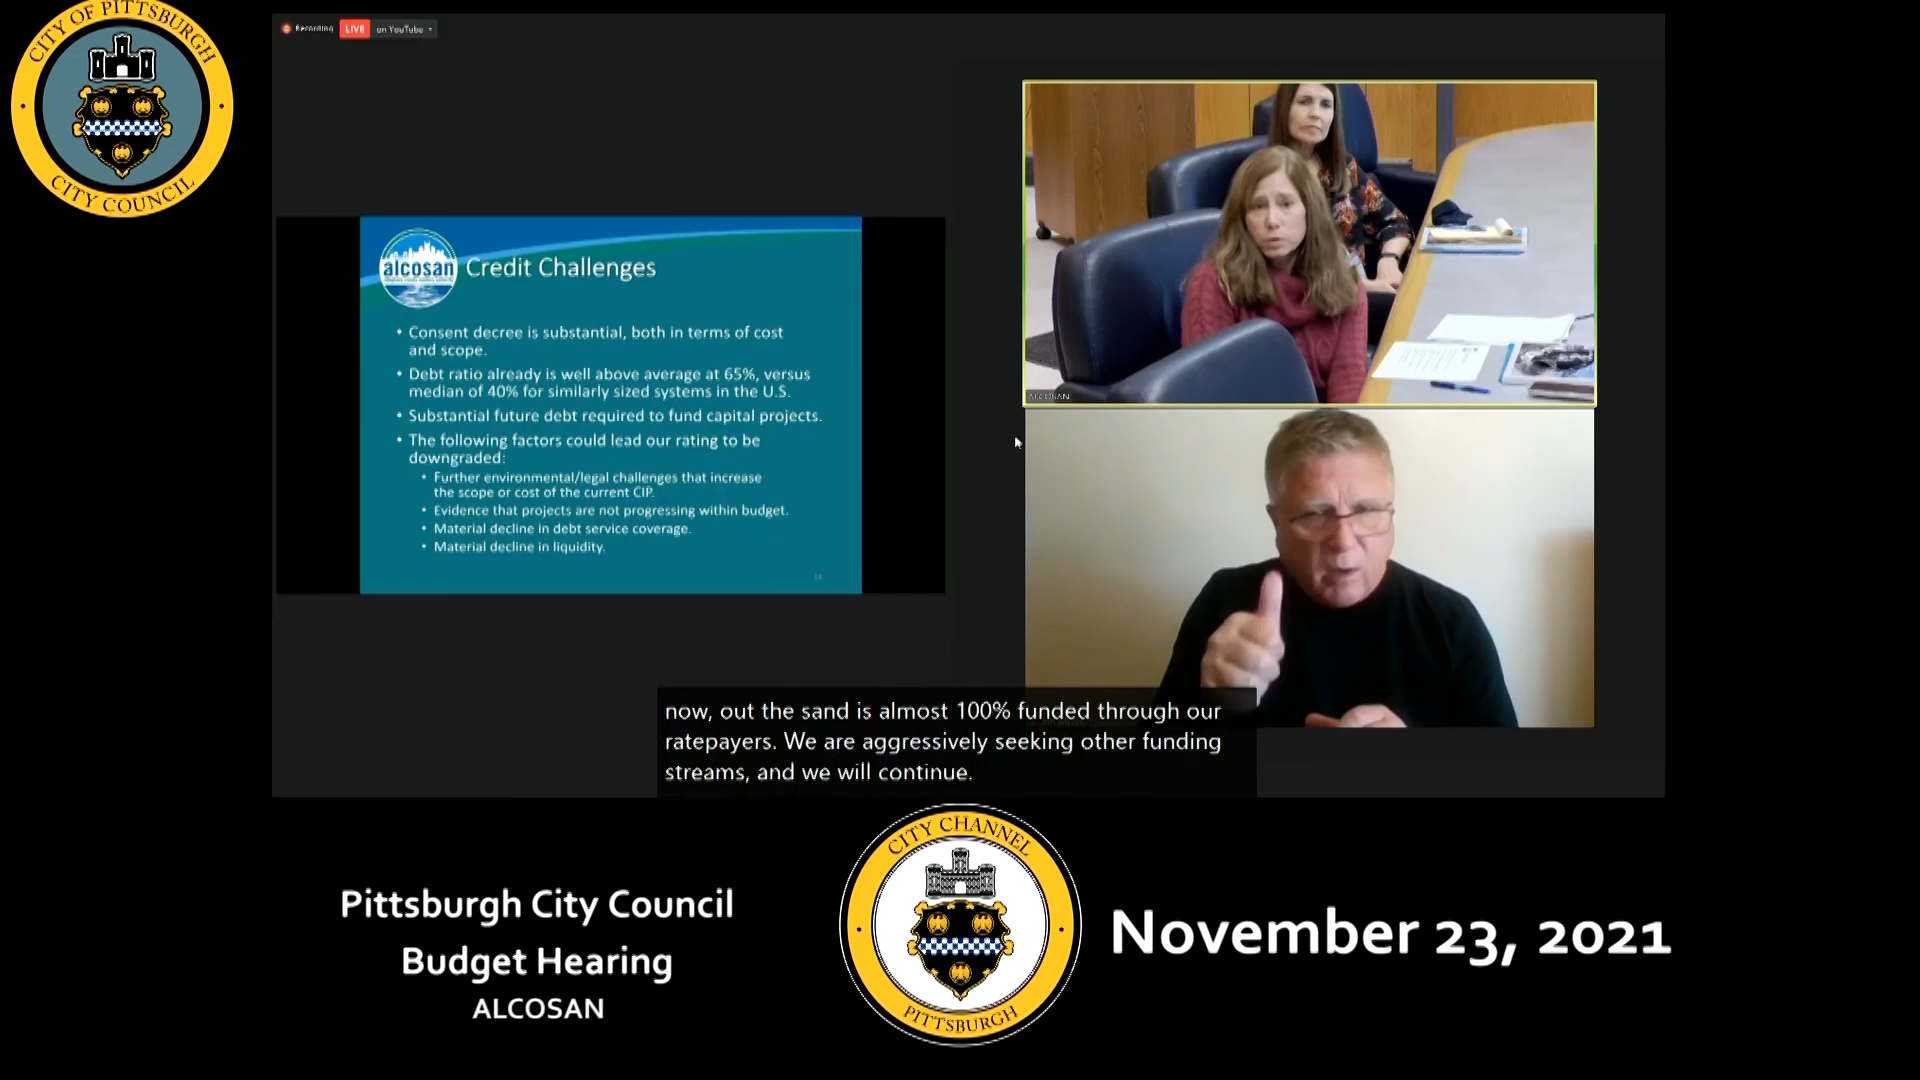 CITY OF PITTSBURGH
CITY COUNCIL
Recording
LIVE
on YouTube
alcosan
Credit Challenges
• Consent decree is substantial, both in terms of cost
and scope.
• Debt ratio already is well above average at 65%, versus
median of 40% for similarly sized systems in the U.S.
• Substantial future debt required to fund capital projects.
• The following factors could lead our rating to be
downgraded:
• Further environmental/legal challenges that increase
the scope or cost of the current CIP.
• Evidence that projects are not progressing within budget.
• Material decline in debt service coverage.
• Material decline in liquidity.
ALCOSAN
now, out the sand is almost 100% funded through our
ratepayers. We are aggressively seeking other funding
streams, and we will continue.
Pittsburgh City Council
Budget Hearing
ALCOSAN
CITY CHANNEL
PITTSBURGH
November 23, 2021